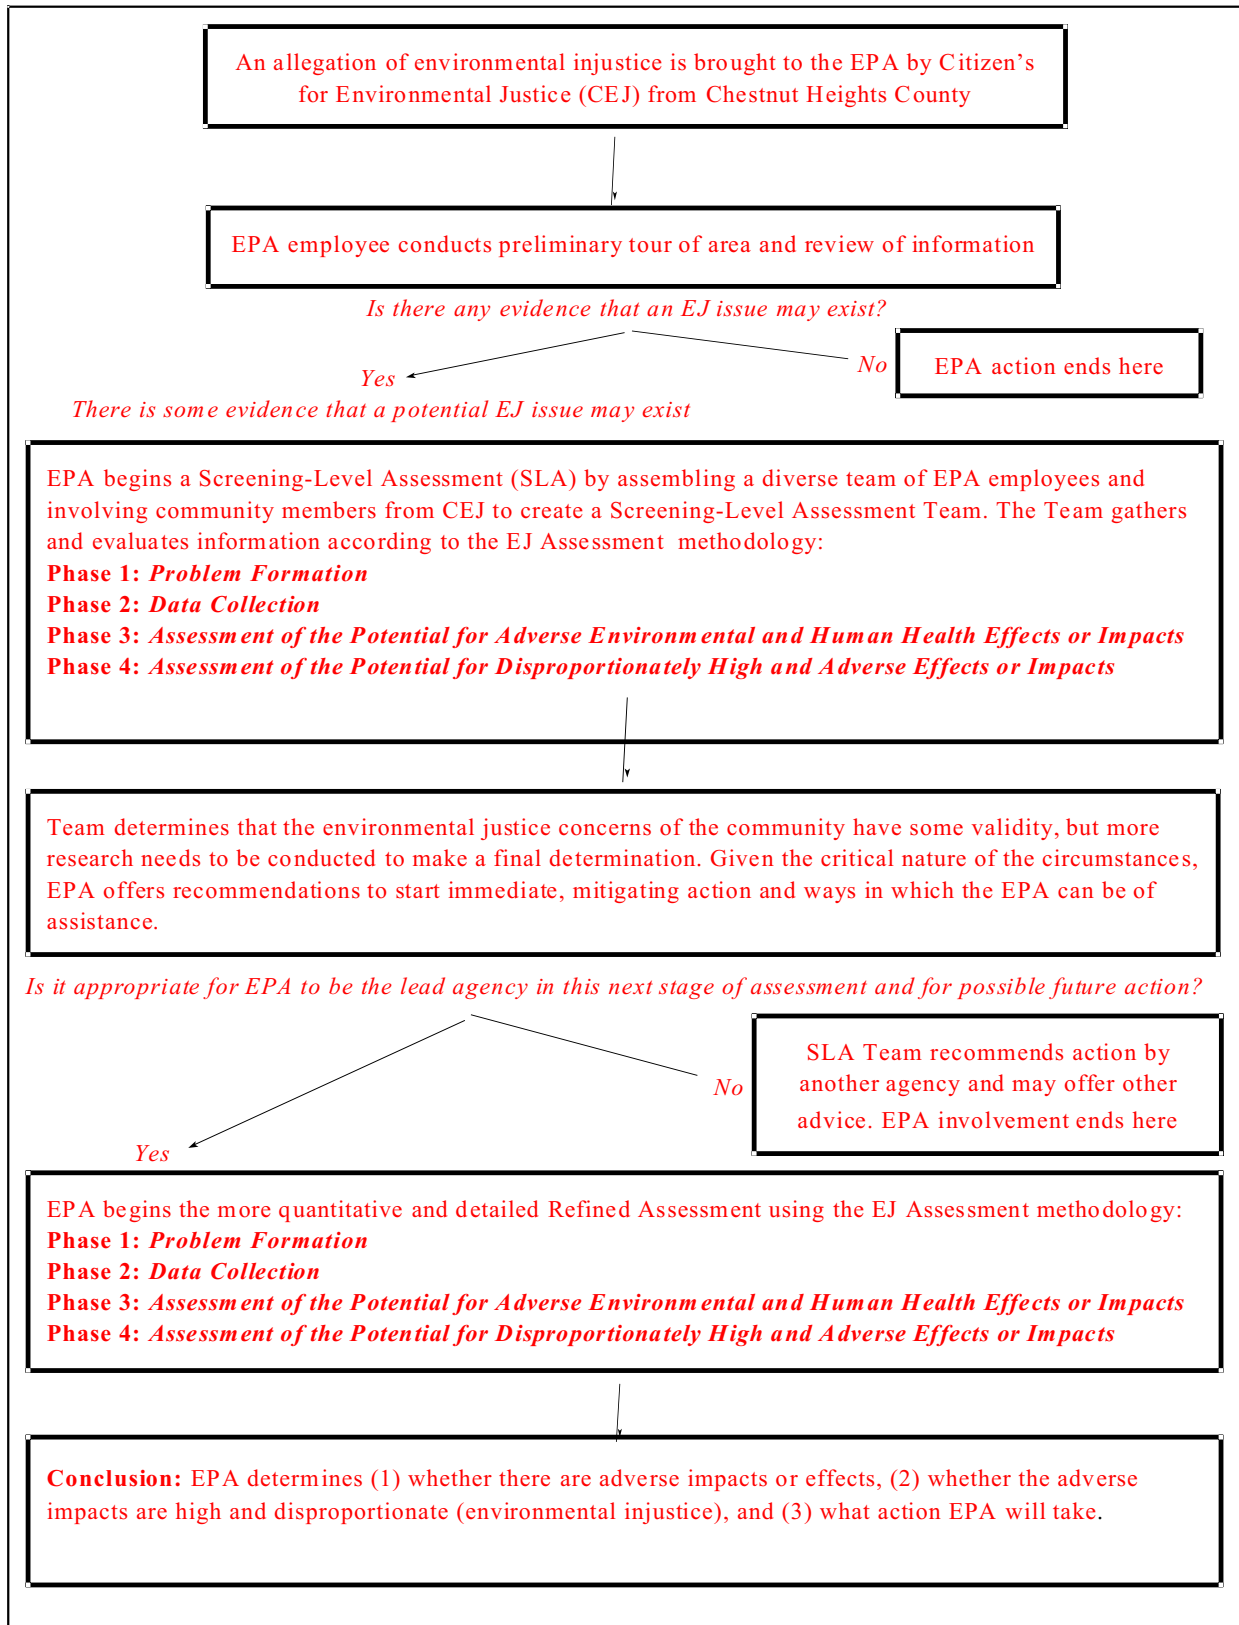 An allegation of environmental injustice is brought to the EPA by Citizen's
for Environmental Justice (CEJ) from Chestnut Heights County
EPA employee conducts preliminary tour of area and review of information
Is there any evidence that an EJ issue may exist?
No
EPA action ends here
Yes
There is some evidence that a potential EJ issue may exist
EPA begins a Screening-Level Assessment (SLA) by assembling a diverse team of EPA employees and
involving community members from CEJ to create a Screening-Level Assessment Team. The Team gathers
and evaluates information according to the EJ Assessment methodology:
Phase 1: Problem Formation
Phase 2: Data Collection
Phase 3: Assessment of the Potential for Adverse Environmental and Human Health Effects or Impacts
Phase 4: Assessment of the Potential for Disproportionately High and Adverse Effects or Impacts
Team determines that the environmental justice concerns of the community have some validity, but more
research needs to be conducted to make a final determination. Given the critical nature of the circumstances,
EPA offers recommendations to start immediate, mitigating action and ways in which the EPA can be of
assistance.
Is it appropriate for EPA to be the lead agency in this next stage of assessment and for possible future action?
No
SLA Team recommends action by
another agency and may offer other
advice. EPA involvement ends here
Yes
EPA begins the more quantitative and detailed Refined Assessment using the EJ Assessment methodology:
Phase 1: Problem Formation
Phase 2: Data Collection
Phase 3: Assessment of the Potential for Adverse Environmental and Human Health Effects or Impacts
Phase 4: Assessment of the Potential for Disproportionately High and Adverse Effects or Impacts
Conclusion: EPA determines (1) whether there are adverse impacts or effects, (2) whether the adverse
impacts are high and disproportionate (environmental injustice), and (3) what action EPA will take.